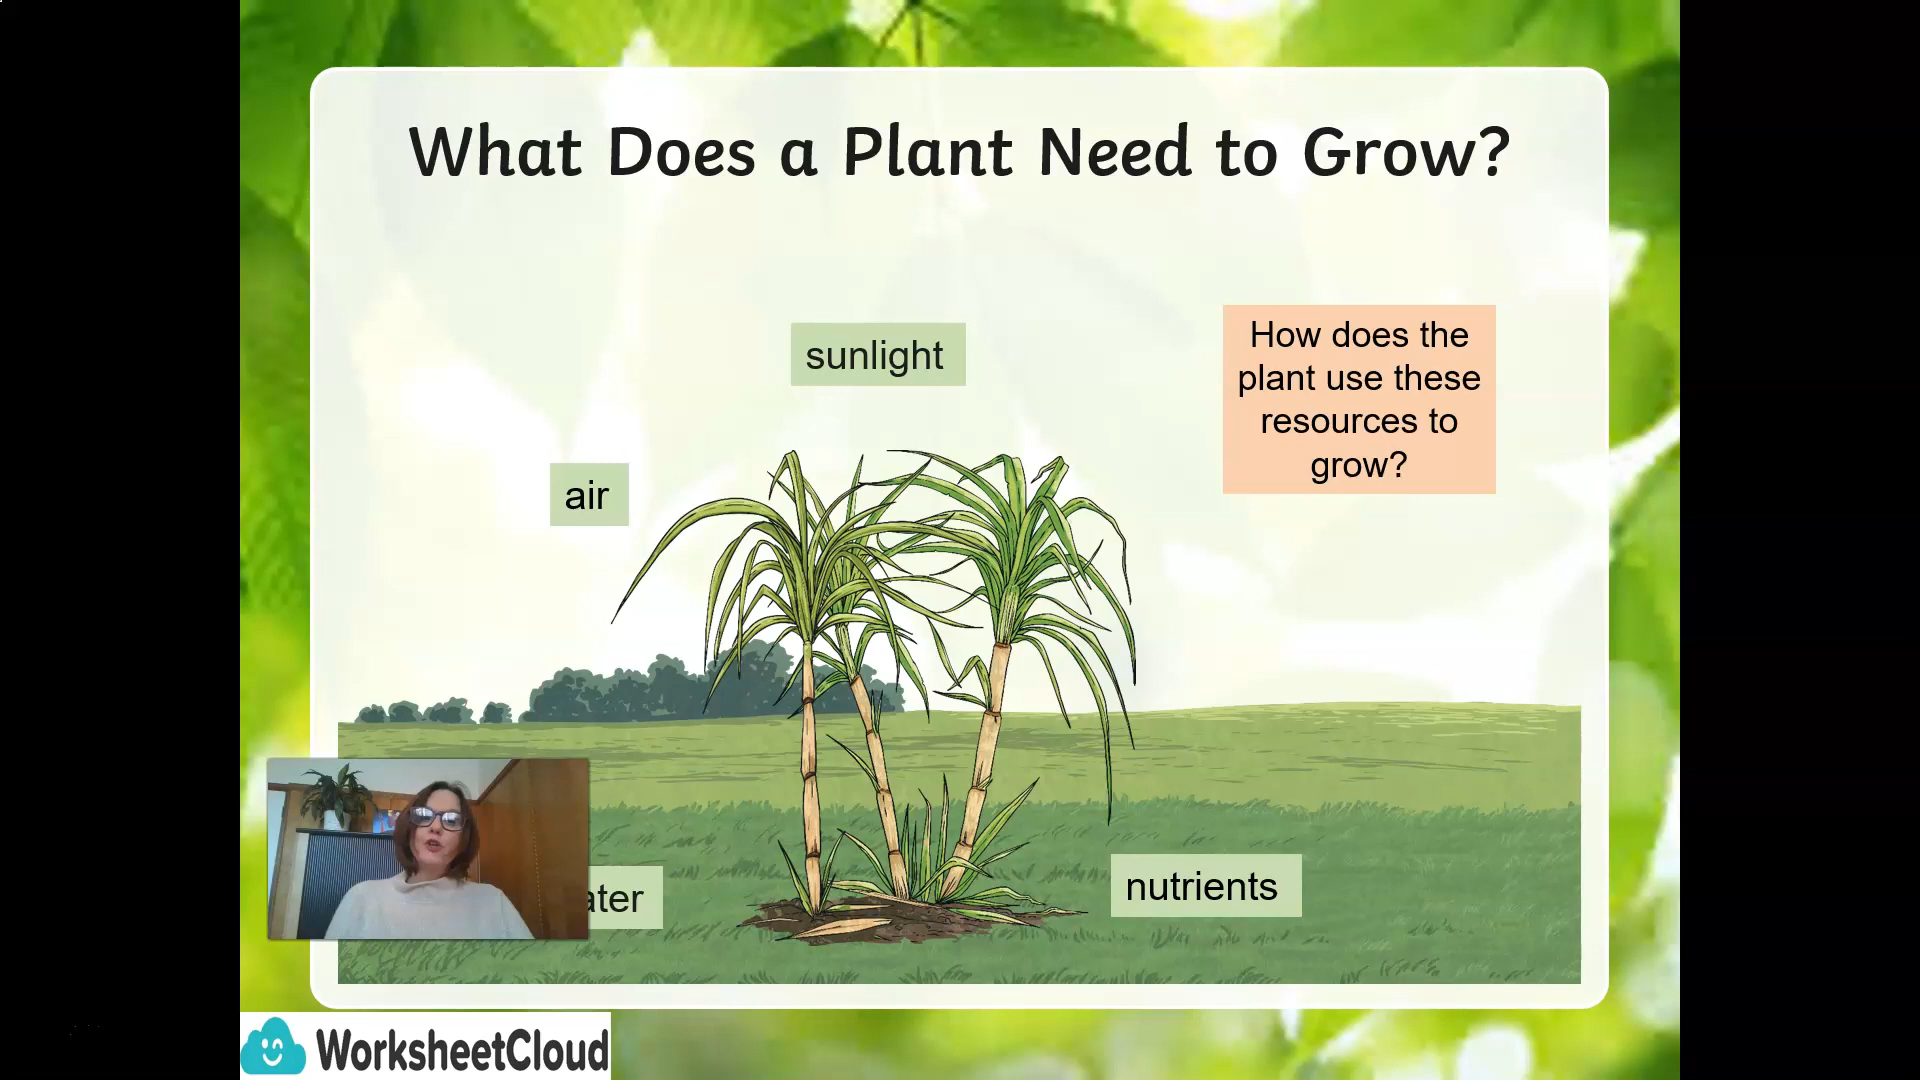 What Does a Plant Need to Grow?
sunlight
How does the
plant use these
resources to
grow?
air
nutrients
WorksheetCloud